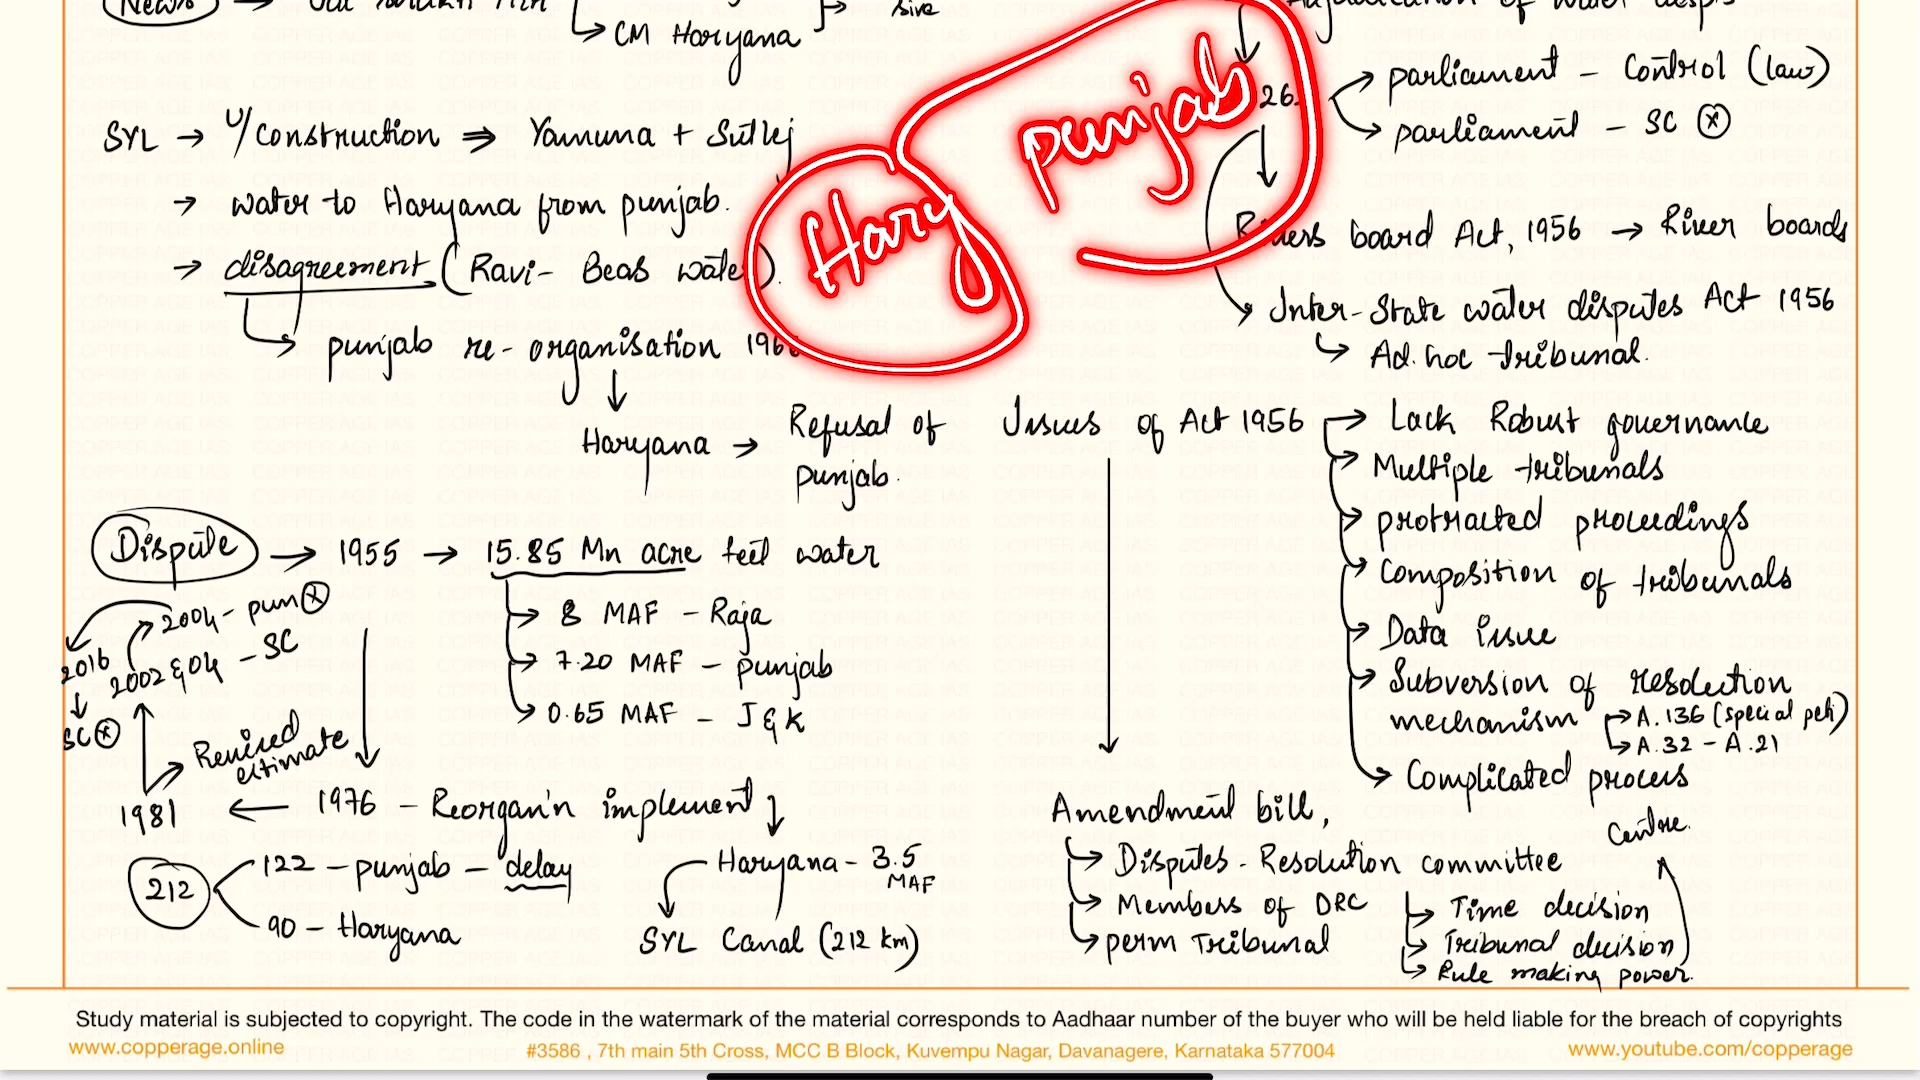 News →
→ CM Haryana
SYL → U/construction ⇒ Yamuna + Sutlej
→ water to Haryana from punjab.
→ disagreement (Ravi- Beas water).
→ punjab re-organisation 196
Haryana → Refusal of
punjab.
Dispute → 1955 → 15.85 Mn acre feet water
→ 8 MAF - Raja
→ 7.20 MAF - punjab
→ 0.65 MAF - J & K
2004 - pun ⓧ
2002 & 04 - SC
2016
SC ⓧ
Revised
estimate
1981 ← 1976 - Reorgan'n implement
212
122 - punjab - delay
90 - Haryana
Haryana - 3.5
MAF
SYL Canal (212 km)
Hary
punjab
of water
26
→ parliament - Control (law)
→ parliament - SC ⓧ
Rivers board Act, 1956 → River boards
→ Inter-State water disputes Act 1956
→ Ad.hoc tribunal.
Issues of Act 1956
→ Lack Robust governance
→ Multiple tribunals
→ protracted proceedings
→ Composition of tribunals
→ Data issue
→ Subversion of resolection
mechanism → A.136 (special peti)
→ A.32 - A.21
→ Complicated process
Amendment bill,
→ Disputes. Resolution committee
→ Members of DRC
→ perm Tribunal
Centre.
→ Time decision
→ Tribunal decision
→ Rule making power.
Study material is subjected to copyright. The code in the watermark of the material corresponds to Aadhaar number of the buyer who will be held liable for the breach of copyrights
www.copperage.online
#3586 , 7th main 5th Cross, MCC B Block, Kuvempu Nagar, Davanagere, Karnataka 577004
www.youtube.com/copperage